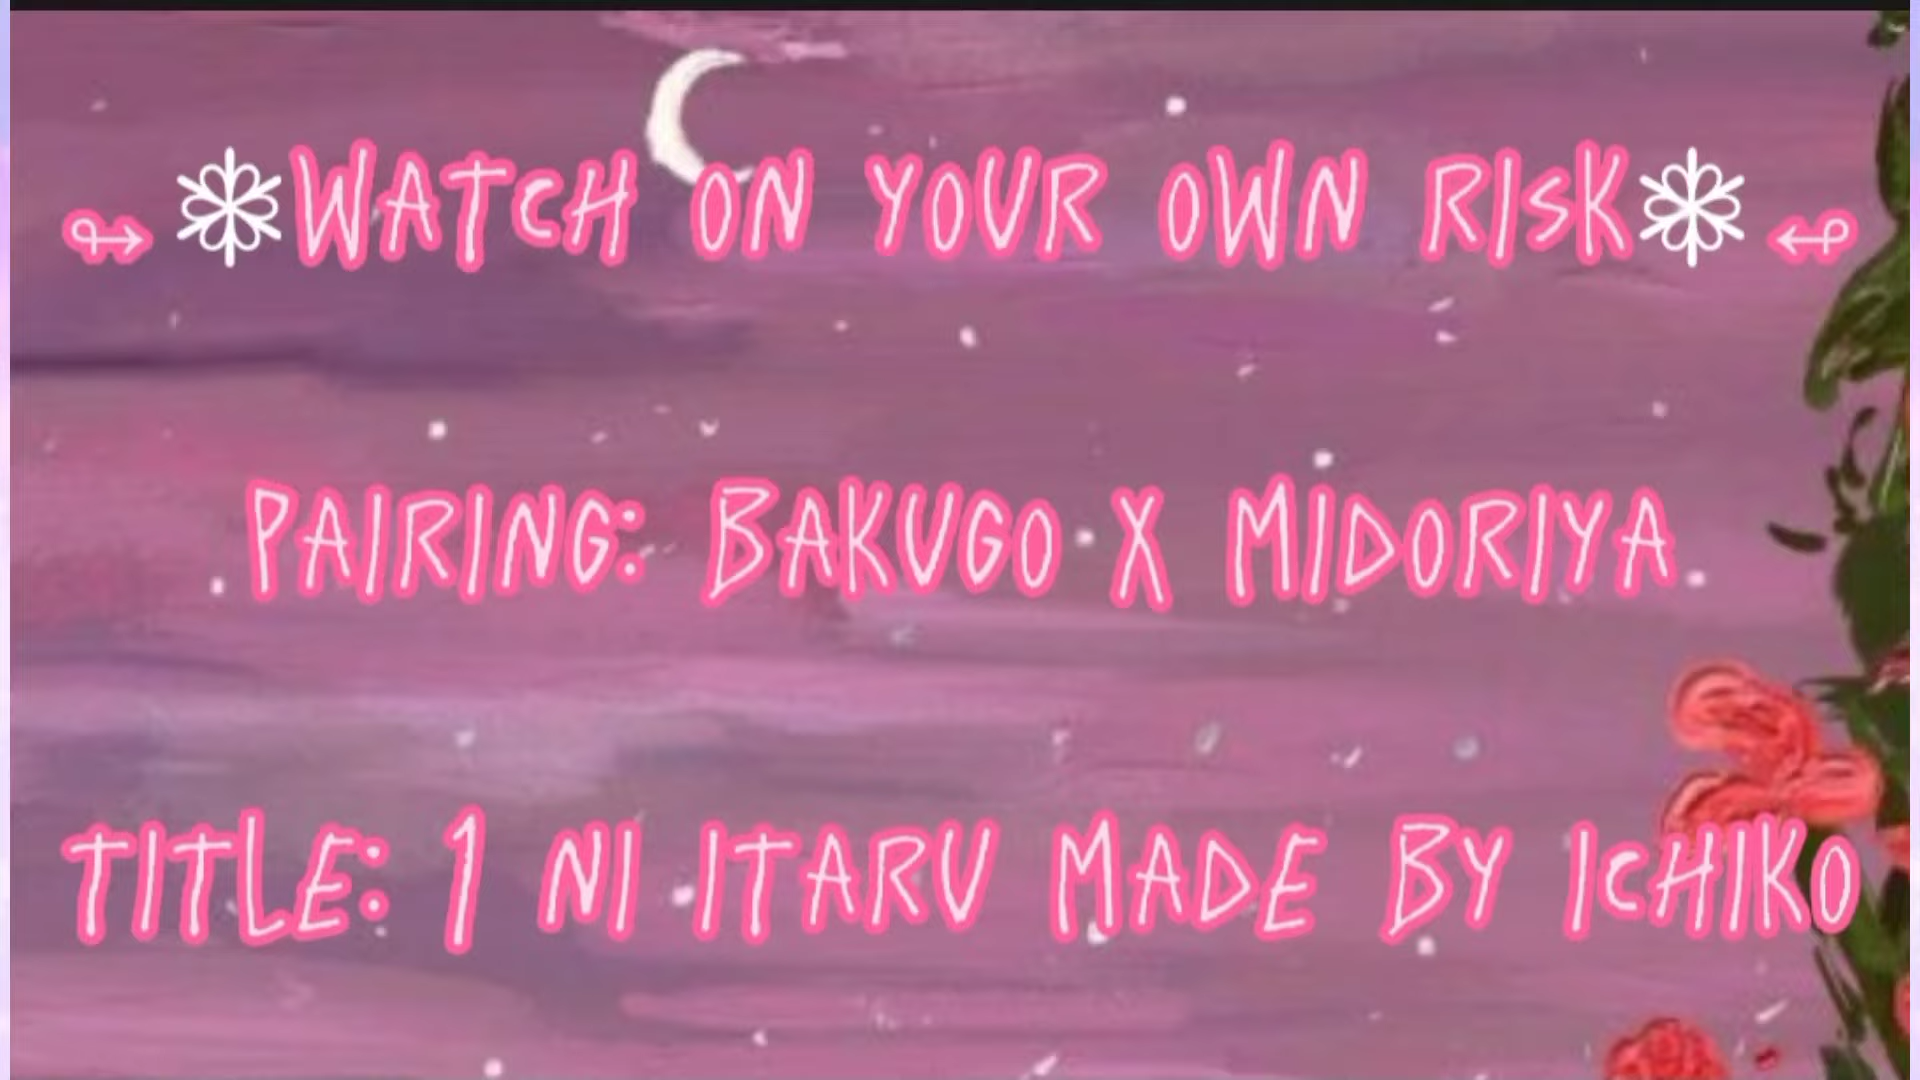 ↬ ❄WATCH ON YOUR OWN RISK❄ ↫
PAIRING: BAKUGO X MIDORIYA
TITLE: 1 NI ITARU MADE BY ICHIKO